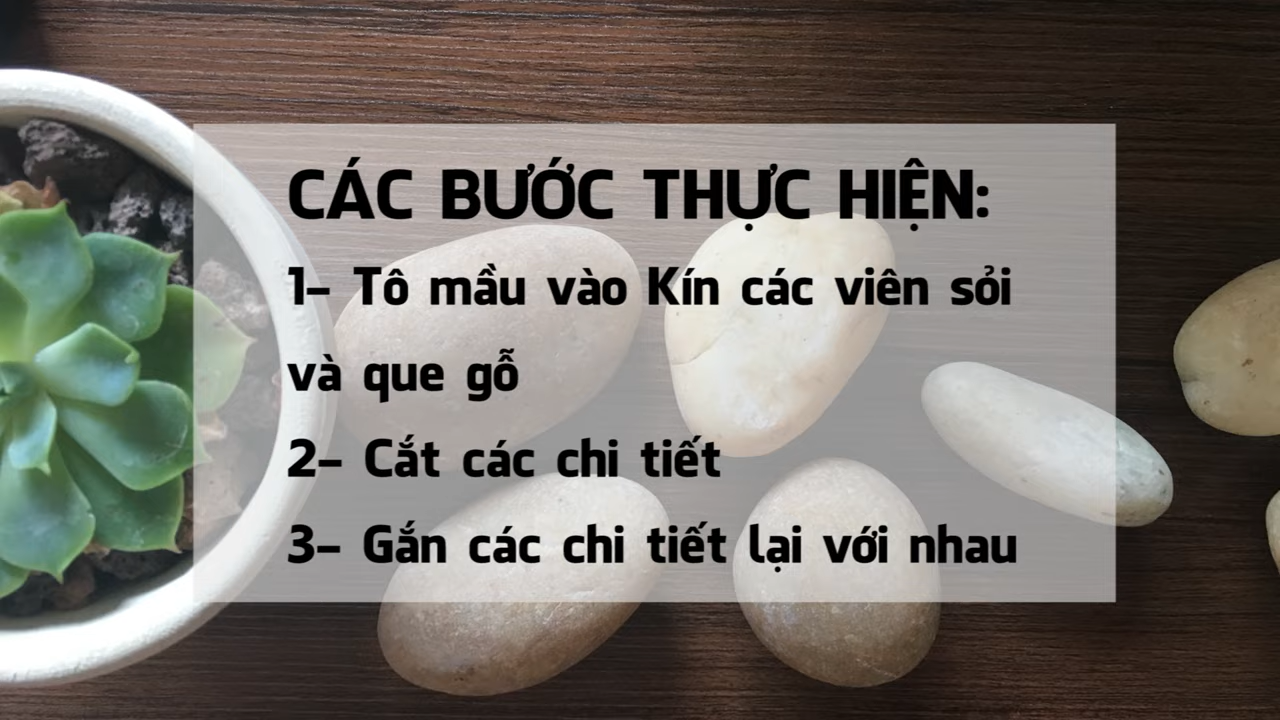 CÁC BƯỚC THỰC HIỆN:
1– Tô mầu vào Kín các viên sỏi
và que gỗ
2– Cắt các chi tiết
3– Gắn các chi tiết lại với nhau